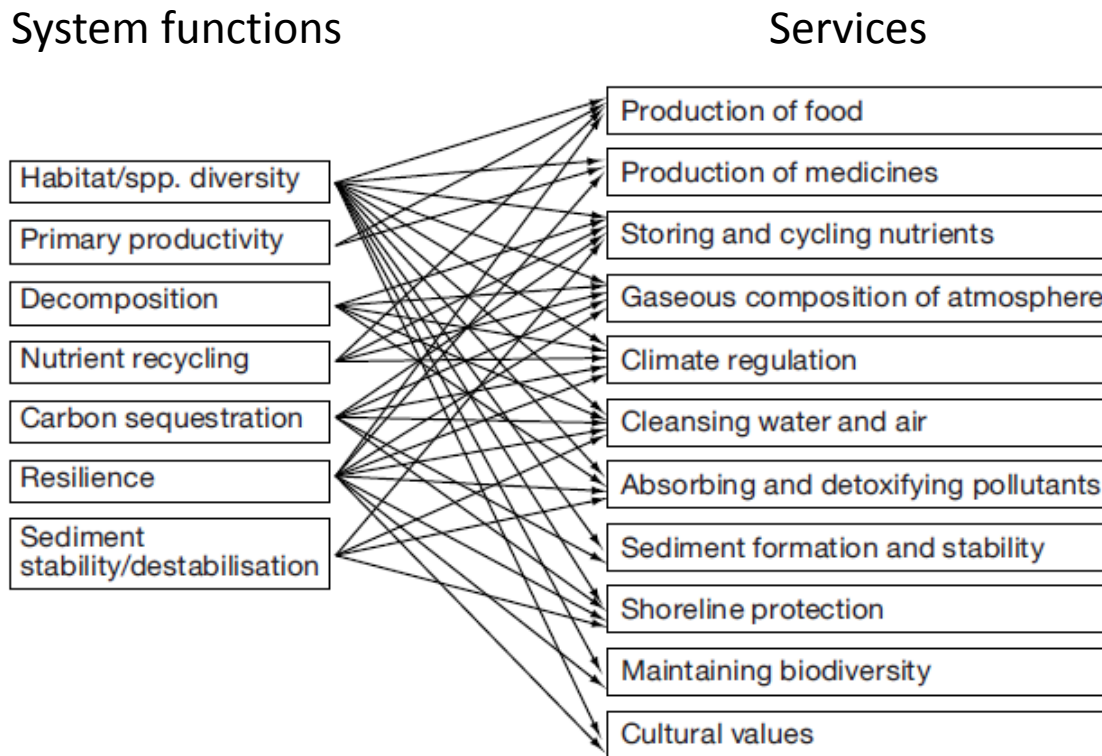 System functions
Services
Habitat/spp. diversity
Primary productivity
Decomposition
Nutrient recycling
Carbon sequestration
Resilience
Sediment
stability/destabilisation
Production of food
Production of medicines
Storing and cycling nutrients
Gaseous composition of atmosphere
Climate regulation
Cleansing water and air
Absorbing and detoxifying pollutants
Sediment formation and stability
Shoreline protection
Maintaining biodiversity
Cultural values